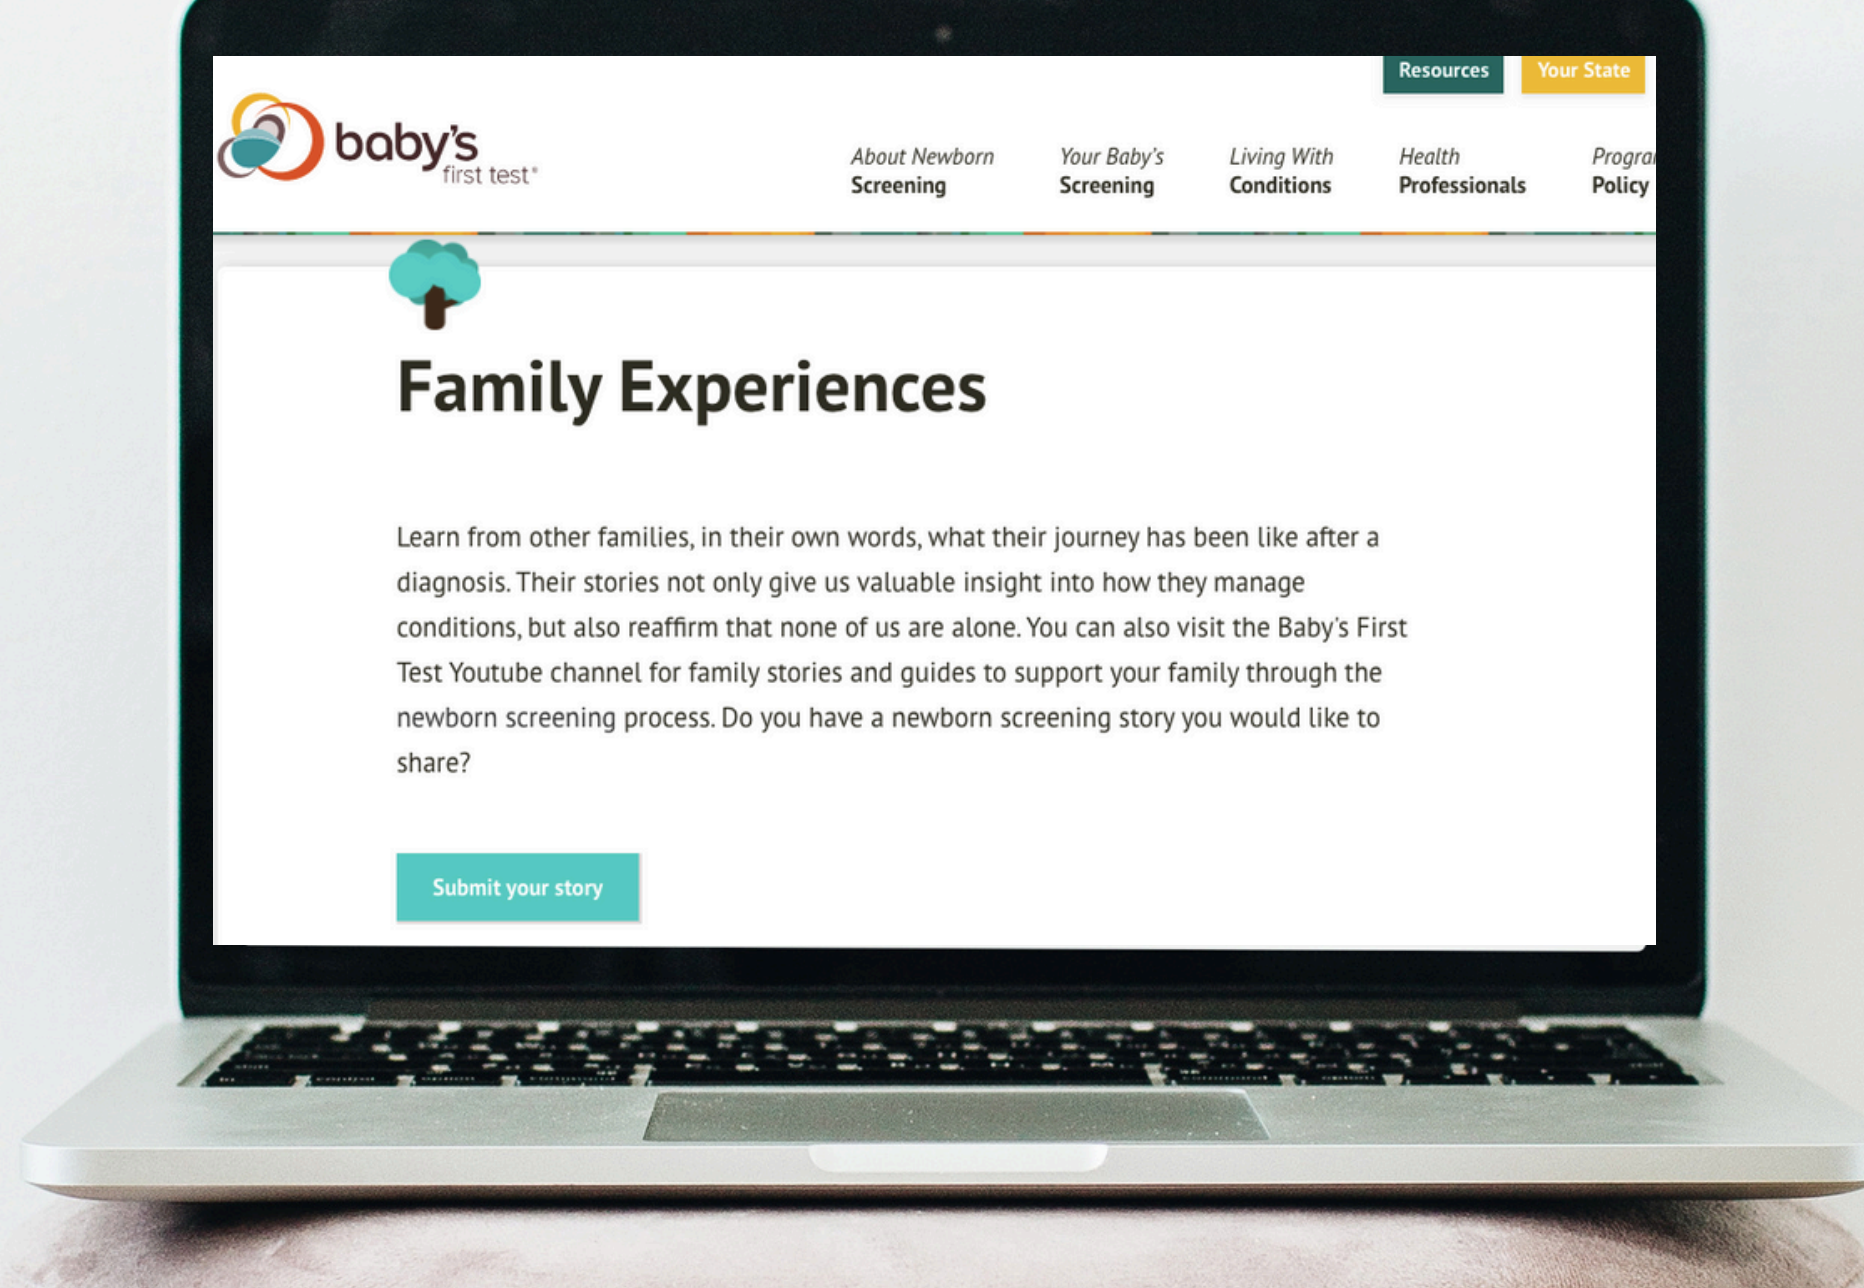 Resources Your State
baby's
first test®
About Newborn
Screening
Your Baby's
Screening
Living With
Conditions
Health
Professionals
Policy
Family Experiences
Learn from other families, in their own words, what their journey has been like after a
diagnosis. Their stories not only give us valuable insight into how they manage
conditions, but also reaffirm that none of us are alone. You can also visit the Baby's First
Test Youtube channel for family stories and guides to support your family through the
newborn screening process. Do you have a newborn screening story you would like to
share?
Submit your story
control option command command option